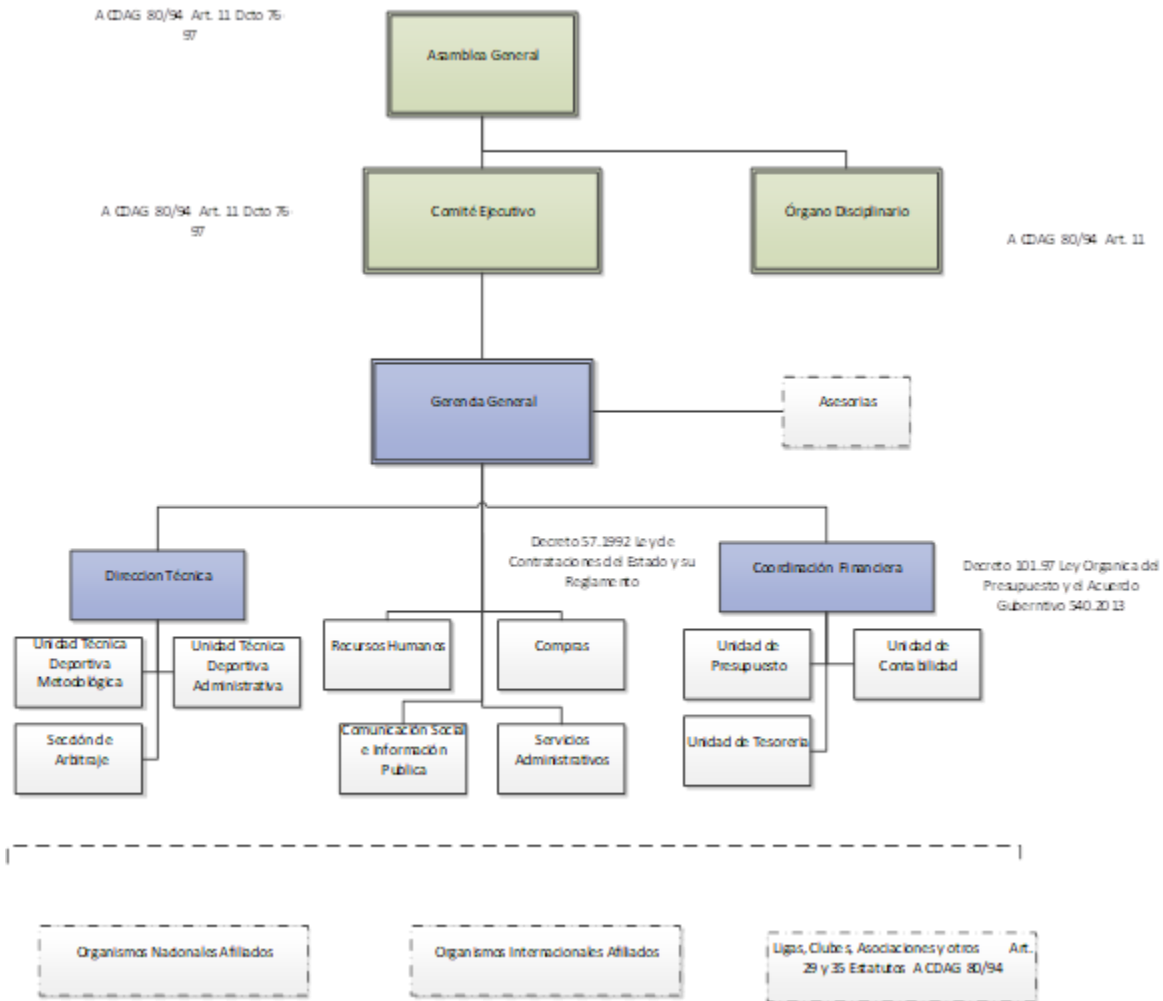 A CDAG 80/94 Art. 11 Dcto 76-
97
Asamblea General
A CDAG 80/94 Art. 11 Dcto 76-
97
Comité Ejecutivo
Órgano Disciplinario
A CDAG 80/94 Art. 11
Gerencia General
Asesorias
Direccion Técnica
Decreto 57.1992 Ley de
Contrataciones del Estado y su
Reglamento
Coordinación Financiera
Decreto 101.97 Ley Organica del
Presupuesto y el Acuerdo
Guberntivo 540.2013
Unidad Técnica
Deportiva
Metodológica
Unidad Técnica
Deportiva
Administrativa
Recursos Humanos
Compras
Unidad de
Presupuesto
Unidad de
Contabilidad
Sección de
Arbitraje
Comunicación Social
e Información
Publica
Servicios
Administrativos
Unidad de Tesoreria
Organismos Nacionales Afiliados
Organismos Internacionales Afiliados
Ligas, Clubes, Asociaciones y otros Art.
29 y 35 Estatutos A CDAG 80/94